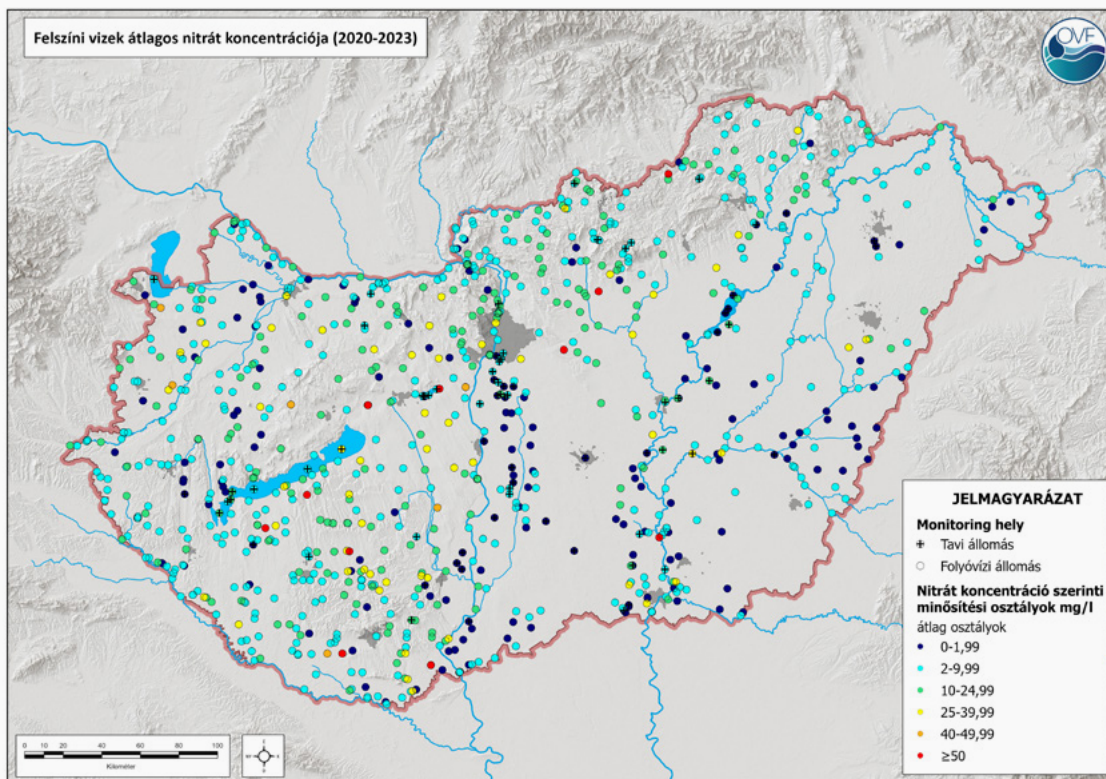 Felszíni vizek átlagos nitrát koncentrációja (2020-2023)
OVF
JELMAGYARÁZAT
Monitoring hely
Tavi állomás
Folyóvízi állomás
Nitrát koncentráció szerinti
minősítési osztályok mg/l
átlag osztályok
0-1,99
2-9,99
10-24,99
25-39,99
40-49,99
≥50
0 10 20 40 60 80 100
Kilométer